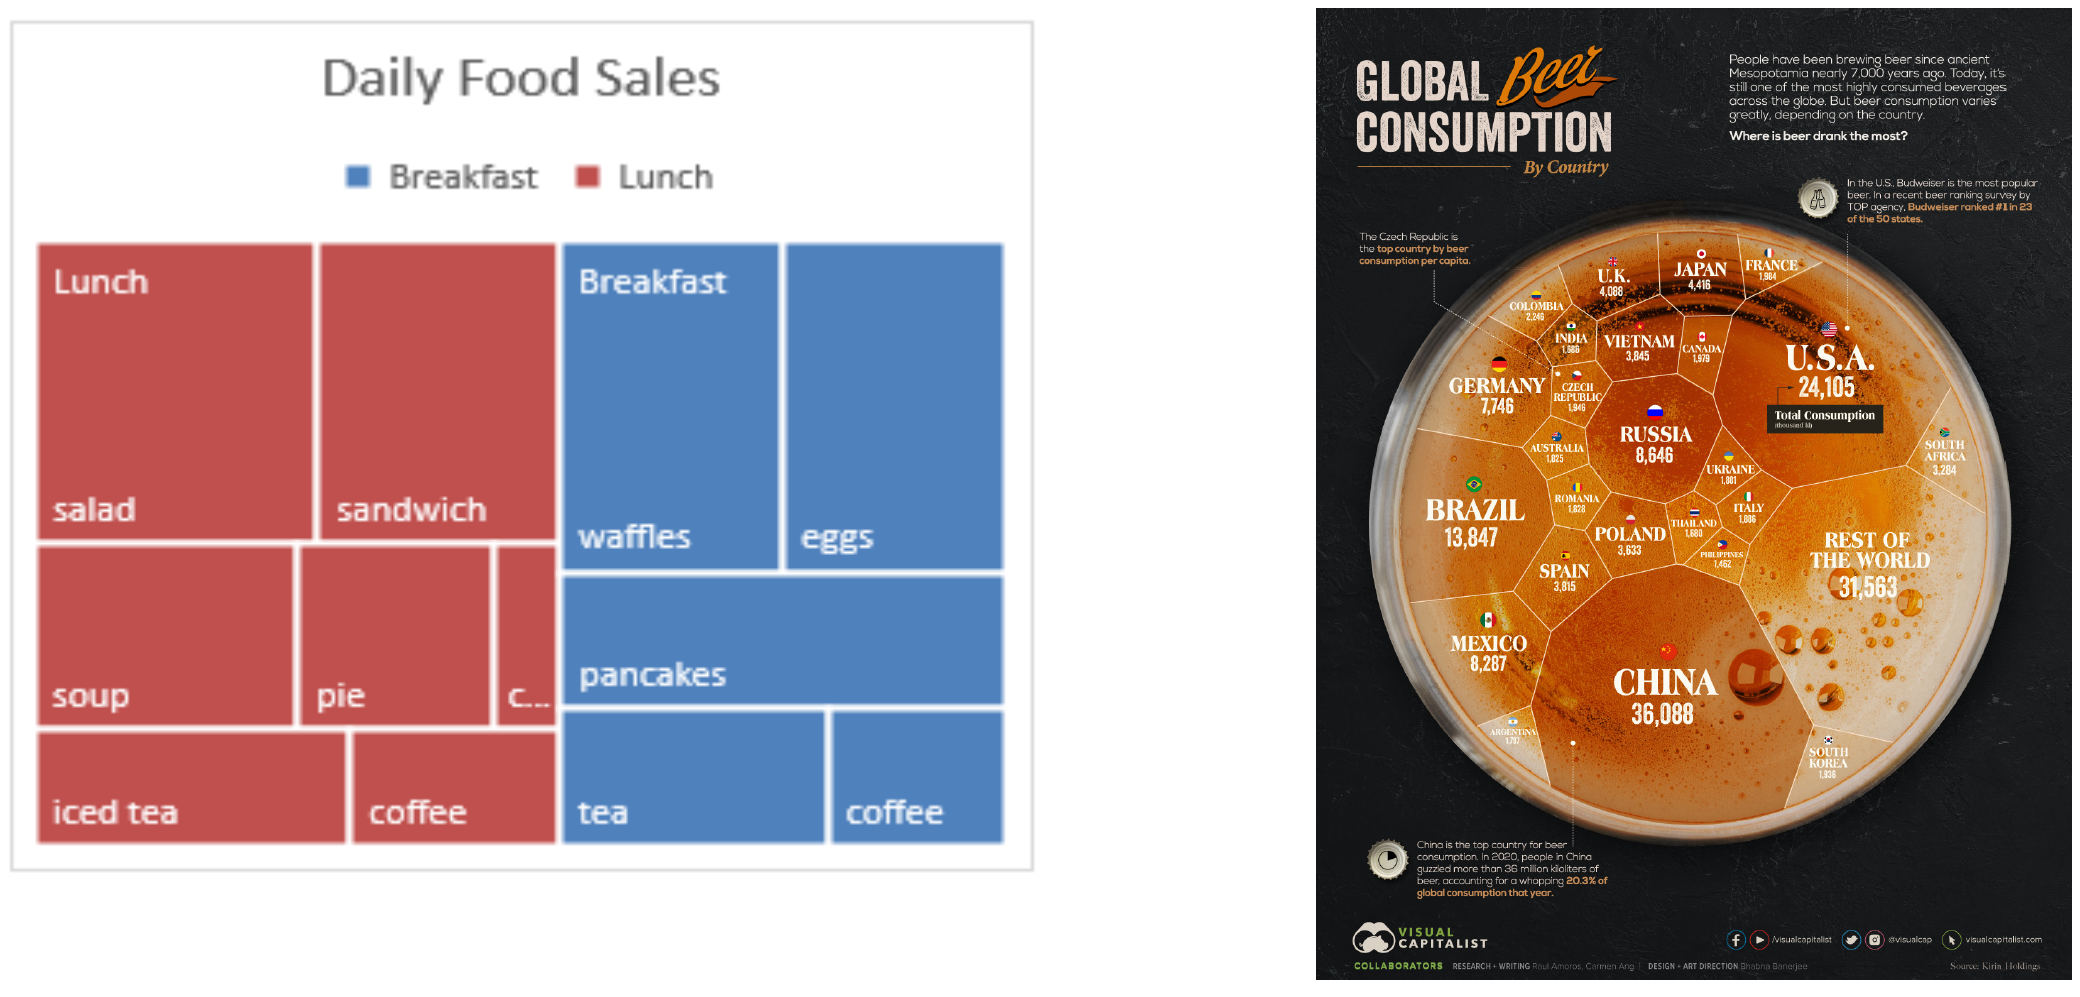 Daily Food Sales
Breakfast
Lunch
Lunch
salad
sandwich
soup
pie
c...
iced tea
coffee
Breakfast
waffles
eggs
pancakes
tea
coffee
GLOBAL Beer
CONSUMPTION
By Country
People have been brewing beer since ancient
Mesopotamia nearly 7,000 years ago. Today, it's
still one of the most highly consumed beverages
across the globe. But beer consumption varies
greatly, depending on the country.
Where is beer drank the most?
In the U.S., Budweiser is the most popular
beer. In a recent beer ranking survey by
TOP agency, Budweiser ranked #1 in 23
of the 50 states.
The Czech Republic is
the top country by beer
consumption per capita.
U.K.
4,088
JAPAN
4,416
FRANCE
1,984
COLOMBIA
2,246
INDIA
1,686
VIETNAM
3,845
CANADA
1,979
U.S.A.
24,105
Total Consumption
(thousand kl)
GERMANY
7,746
CZECH
REPUBLIC
1,946
RUSSIA
8,646
AUSTRALIA
1,825
UKRAINE
1,881
SOUTH
AFRICA
3,284
BRAZIL
13,847
ROMANIA
1,628
POLAND
3,633
THAILAND
1,680
ITALY
1,886
PHILIPPINES
1,462
REST OF
THE WORLD
31,563
SPAIN
3,815
MEXICO
8,287
CHINA
36,088
ARGENTINA
1,797
SOUTH
KOREA
1,936
China is the top country for beer
consumption. In 2020, people in China
guzzled more than 36 million kiloliters of
beer, accounting for a whopping 20.3% of
global consumption that year.
VISUAL
CAPITALIST
/visualcapitalist
@visualcap
visualcapitalist.com
COLLABORATORS RESEARCH + WRITING Raul Amoros, Carmen Ang | DESIGN + ART DIRECTION Bhabna Banerjee
Source: Kirin Holdings